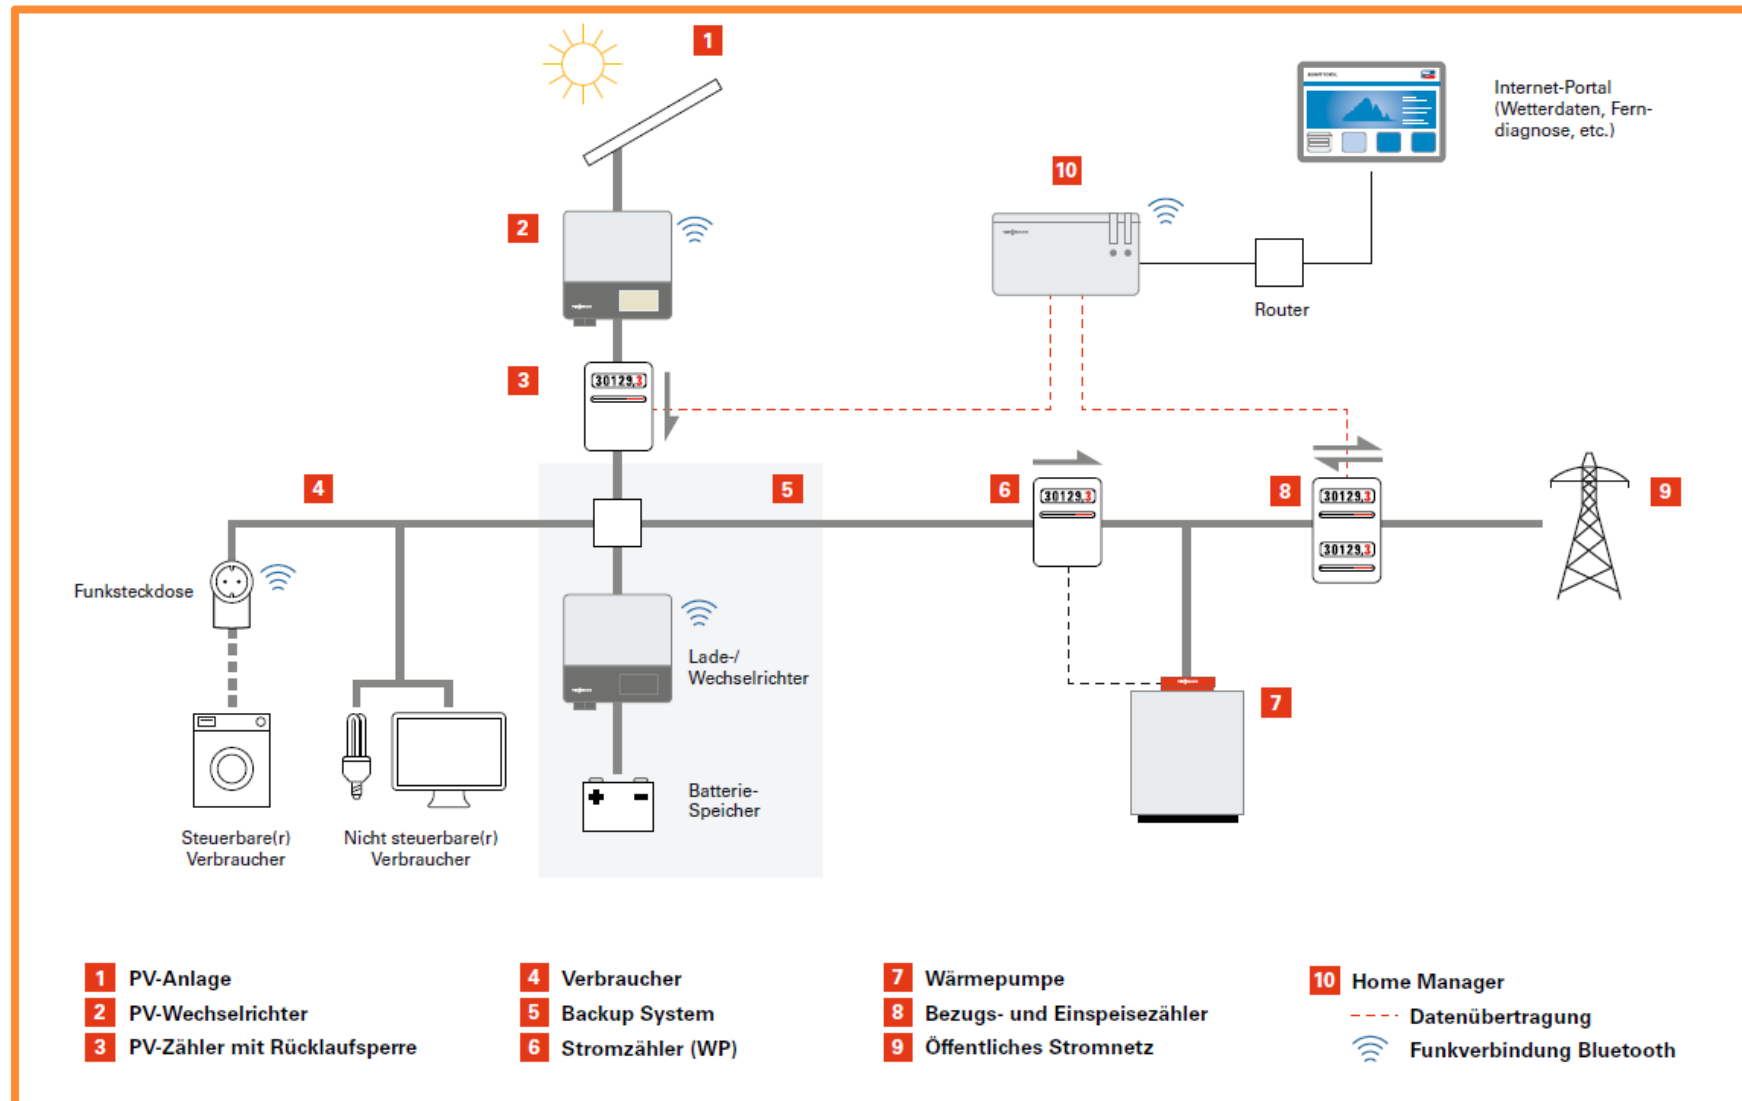 1
Internet-Portal
(Wetterdaten, Fern-
diagnose, etc.)
10
2
Router
3
30129,3
4
5
6
30129,3
8
30129,3
30129,3
9
Funksteckdose
Lade-/
Wechselrichter
7
Batterie-
Speicher
Steuerbare(r)
Verbraucher
Nicht steuerbare(r)
Verbraucher
1 PV-Anlage
2 PV-Wechselrichter
3 PV-Zähler mit Rücklaufsperre
4 Verbraucher
5 Backup System
6 Stromzähler (WP)
7 Wärmepumpe
8 Bezugs- und Einspeisezähler
9 Öffentliches Stromnetz
10 Home Manager
Datenübertragung
Funkverbindung Bluetooth